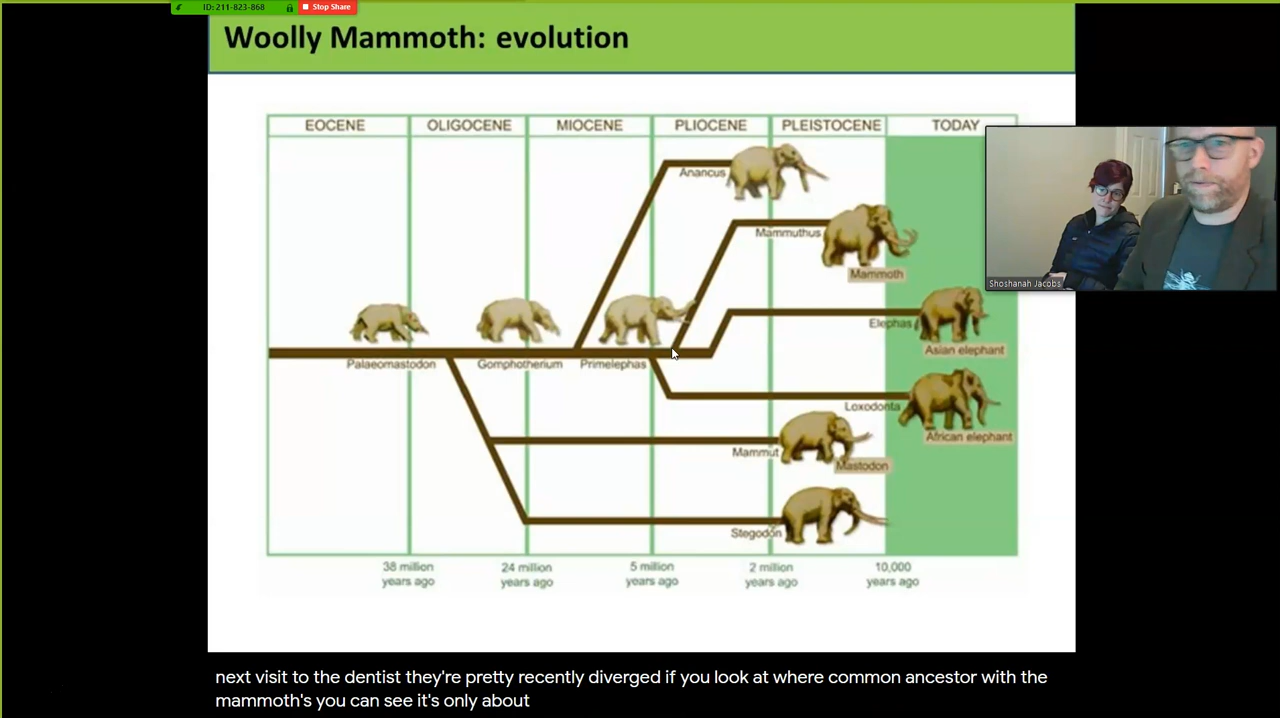 ID: 211-823-868
Stop Share
Woolly Mammoth: evolution
EOCENE
OLIGOCENE
MIOCENE
PLIOCENE
PLEISTOCENE
TODAY
Anancus
Mammuthus
Mammoth
Shoshanah Jacobs
Elephas
Asian elephant
Palaeomastodon
Gomphotherium
Primelephas
Loxodonta
African elephant
Mammut
Mastodon
Stegodon
38 million
years ago
24 million
years ago
5 million
years ago
2 million
years ago
10,000
years ago
next visit to the dentist they're pretty recently diverged if you look at where common ancestor with the
mammoth's you can see it's only about